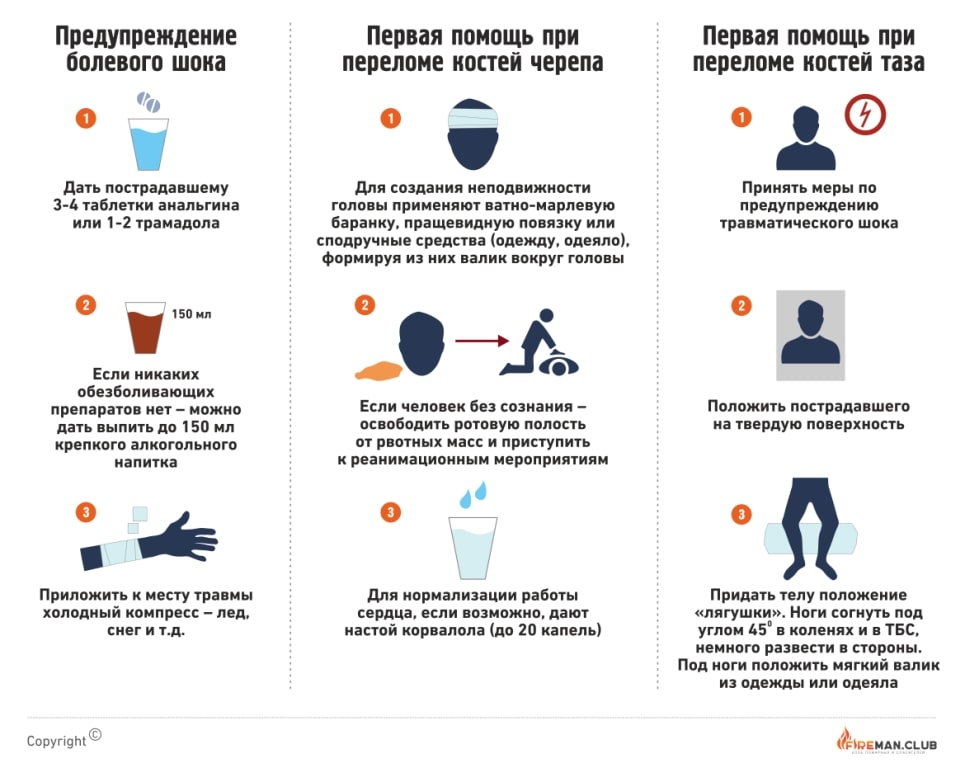 Предупреждение
болевого шока
1
Дать пострадавшему
3-4 таблетки анальгина
или 1-2 трамадола
2
150 мл
Если никаких
обезболивающих
препаратов нет – можно
дать выпить до 150 мл
крепкого алкогольного
напитка
3
Приложить к месту травмы
холодный компресс – лед,
снег и т.д.
Первая помощь при
переломе костей черепа
1
Для создания неподвижности
головы применяют ватно-марлевую
баранку, пращевидную повязку или
сподручные средства (одежду, одеяло),
формируя из них валик вокруг головы
2
Если человек без сознания –
освободить ротовую полость
от рвотных масс и приступить
к реанимационным мероприятиям
3
Для нормализации работы
сердца, если возможно, дают
настой корвалола (до 20 капель)
Первая помощь при
переломе костей таза
1
Принять меры по
предупреждению
травматического шока
2
Положить пострадавшего
на твердую поверхность
3
Придать телу положение
«лягушки». Ноги согнуть под
углом 45⁰ в коленях и в ТБС,
немного развести в стороны.
Под ноги положить мягкий валик
из одежды или одеяла
Copyright ©
FIREMAN.CLUB